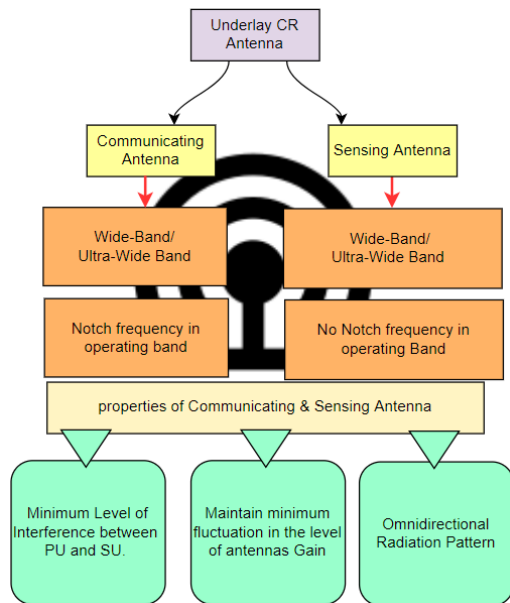 Underlay CR
Antenna
Communicating
Antenna
Sensing Antenna
Wide-Band/
Ultra-Wide Band
Wide-Band/
Ultra-Wide Band
Notch frequency in
operating band
No Notch frequency in
operating Band
properties of Communicating & Sensing Antenna
Minimum Level of
Interference between
PU and SU.
Maintain minimum
fluctuation in the level
of antennas Gain
Omnidirectional
Radiation Pattern